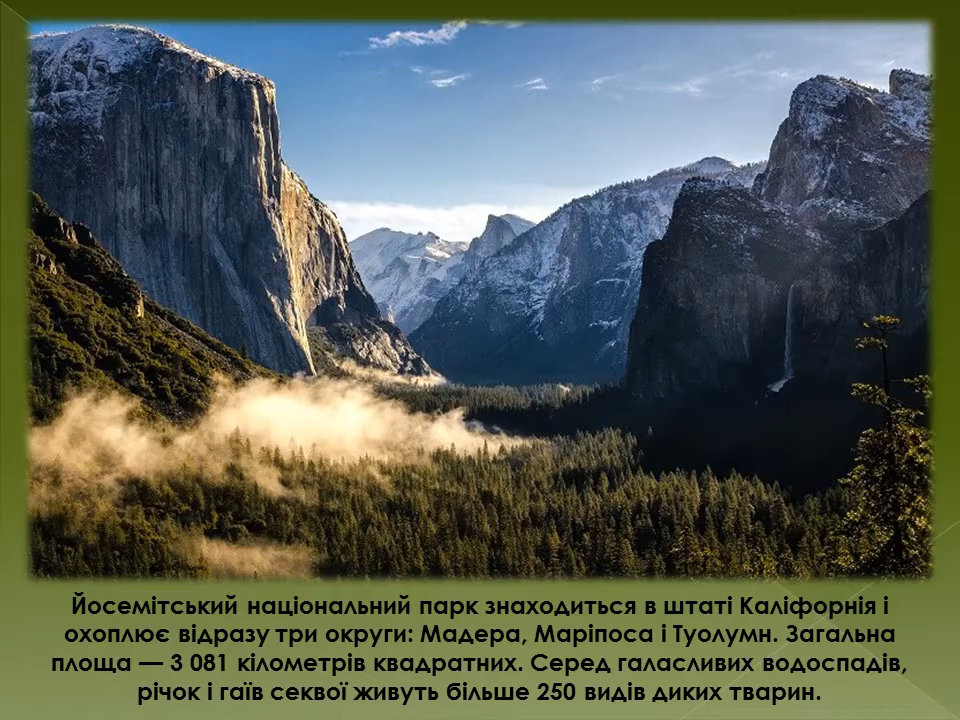 Йосемітський національний парк знаходиться в штаті Каліфорнія і
охоплює відразу три округи: Мадера, Маріпоса і Туолумн. Загальна
площа — 3 081 кілометрів квадратних. Серед галасливих водоспадів,
річок і гаїв секвої живуть більше 250 видів диких тварин.